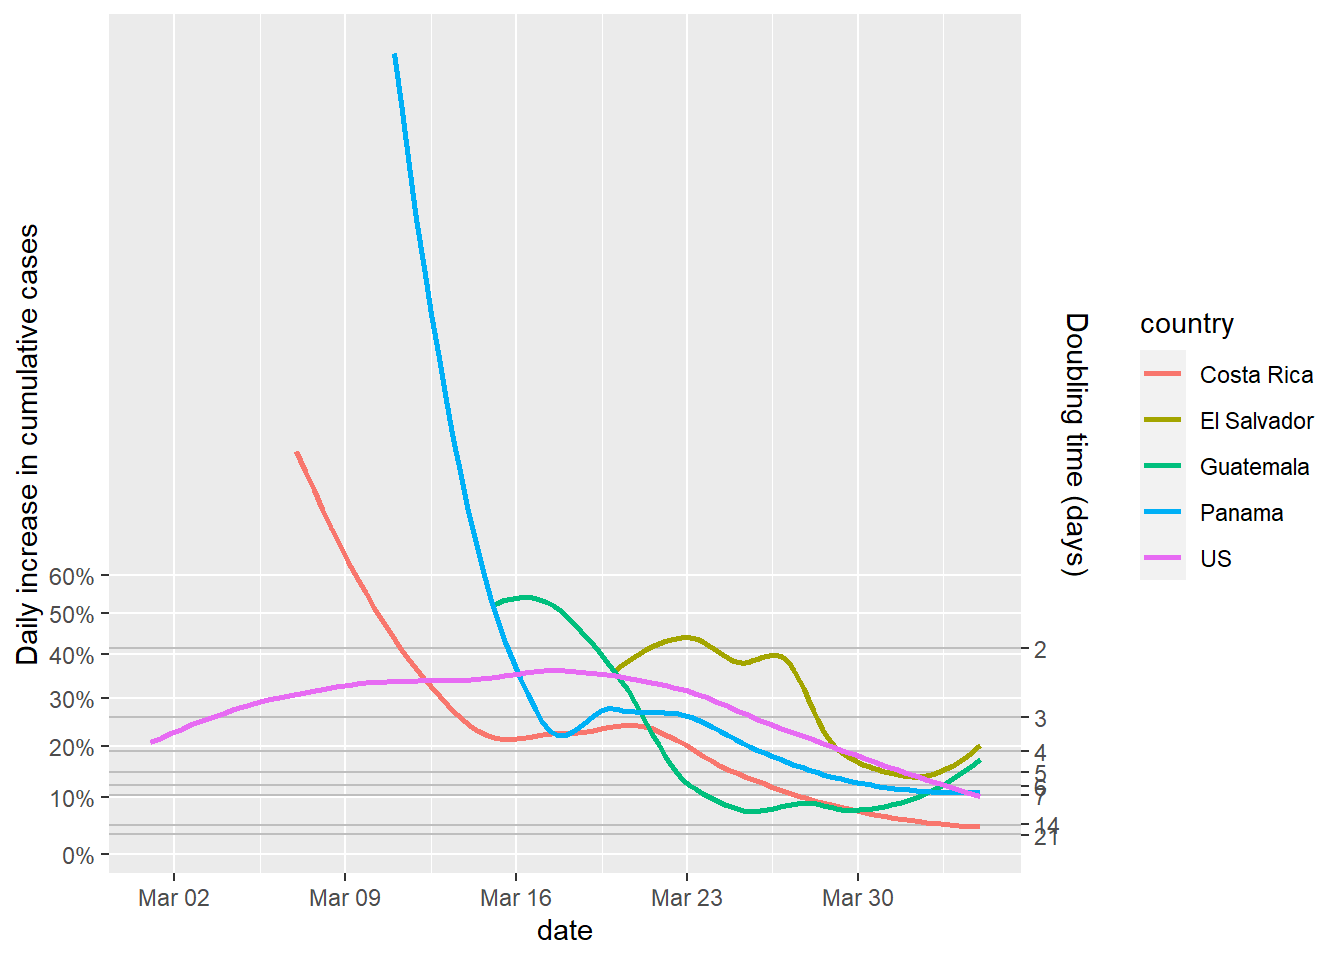 Daily increase in cumulative cases
60%
50%
40%
30%
20%
10%
0%
Mar 02
Mar 09
Mar 16
Mar 23
Mar 30
date
2
3
4
5
6
7
14
21
Doubling time (days)
country
Costa Rica
El Salvador
Guatemala
Panama
US